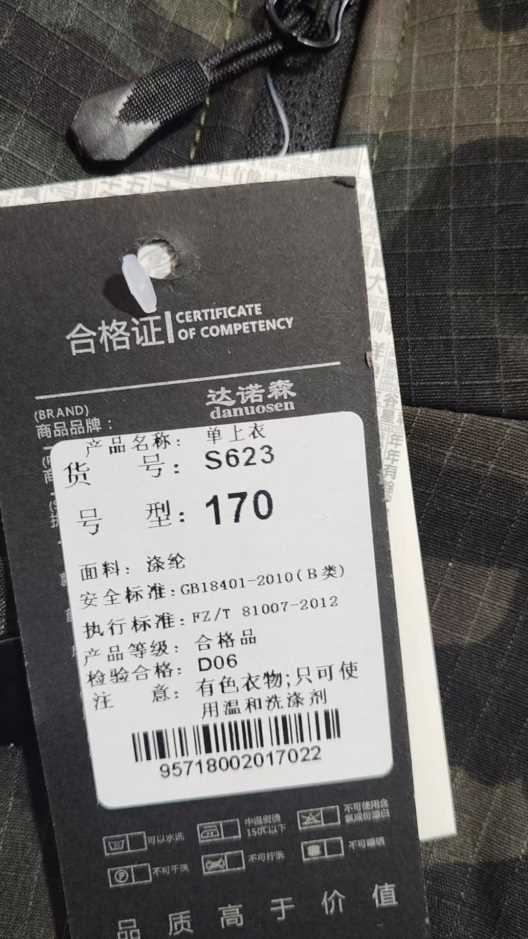 合格证
CERTIFICATE
OF COMPETENCY
(BRAND)
商品品牌：
达诺森
danuosen
产品名称：单上衣
货 号：S623
号 型：170
面料：涤纶
安全标准：GB18401-2010(B类)
执行标准：FZ/T 81007-2012
产品等级：合格品
检验合格：D06
注 意：有色衣物;只可使
用温和洗涤剂
95718002017022
可以水洗
中温熨烫
150℃以下
不可使用含
氯成份漂白
不可干洗
不可拧洗
不可曝晒
品质高于价值